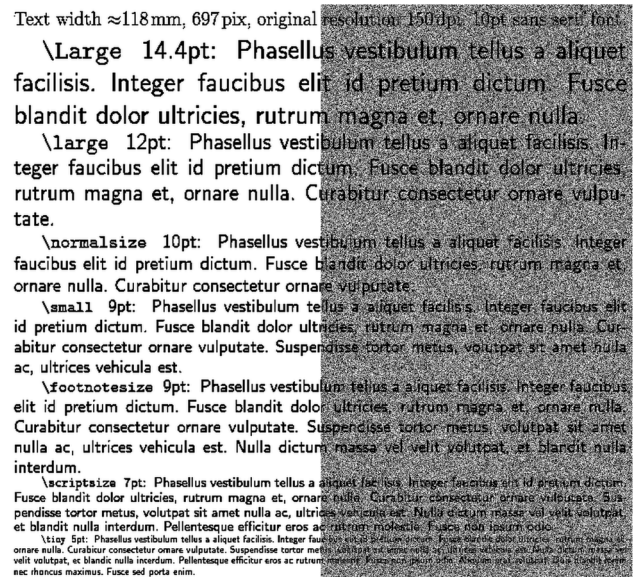 Text width ≈118 mm, 697 pix, original resolution 150 dpi, 10pt sans serif font.
\Large 14.4pt: Phasellus vestibulum tellus a aliquet
facilisis. Integer faucibus elit id pretium dictum. Fusce
blandit dolor ultricies, rutrum magna et, ornare nulla.
\large 12pt: Phasellus vestibulum tellus a aliquet facilisis. In-
teger faucibus elit id pretium dictum. Fusce blandit dolor ultricies,
rutrum magna et, ornare nulla. Curabitur consectetur ornare vulpu-
tate.
\normalsize 10pt: Phasellus vestibulum tellus a aliquet facilisis. Integer
faucibus elit id pretium dictum. Fusce blandit dolor ultricies, rutrum magna et,
ornare nulla. Curabitur consectetur ornare vulputate.
\small 9pt: Phasellus vestibulum tellus a aliquet facilisis. Integer faucibus elit
id pretium dictum. Fusce blandit dolor ultricies, rutrum magna et, ornare nulla. Cur-
abitur consectetur ornare vulputate. Suspendisse tortor metus, volutpat sit amet nulla
ac, ultrices vehicula est.
\footnotesize 9pt: Phasellus vestibulum tellus a aliquet facilisis. Integer faucibus
elit id pretium dictum. Fusce blandit dolor ultricies, rutrum magna et, ornare nulla.
Curabitur consectetur ornare vulputate. Suspendisse tortor metus, volutpat sit amet
nulla ac, ultrices vehicula est. Nulla dictum massa vel velit volutpat, et blandit nulla
interdum.
\scriptsize 7pt: Phasellus vestibulum tellus a aliquet facilisis. Integer faucibus elit id pretium dictum.
Fusce blandit dolor ultricies, rutrum magna et, ornare nulla. Curabitur consectetur ornare vulputate. Sus-
pendisse tortor metus, volutpat sit amet nulla ac, ultrices vehicula est. Nulla dictum massa vel velit volutpat,
et blandit nulla interdum. Pellentesque efficitur eros ac rutrum molestie. Fusce non ipsum odio.
\tiny 5pt: Phasellus vestibulum tellus a aliquet facilisis. Integer faucibus elit id pretium dictum. Fusce blandit dolor ultricies, rutrum magna et,
ornare nulla. Curabitur consectetur ornare vulputate. Suspendisse tortor metus, volutpat sit amet nulla ac, ultrices vehicula est. Nulla dictum massa vel
velit volutpat, et blandit nulla interdum. Pellentesque efficitur eros ac rutrum molestie. Fusce non ipsum odio. Aliquam erat volutpat. Duis blandit lorem
nec rhoncus maximus. Fusce sed porta enim.